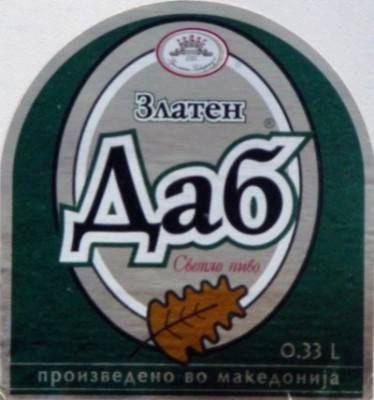 Златен
Даб
®
Светло пиво
0.33 L
произведено во македонија